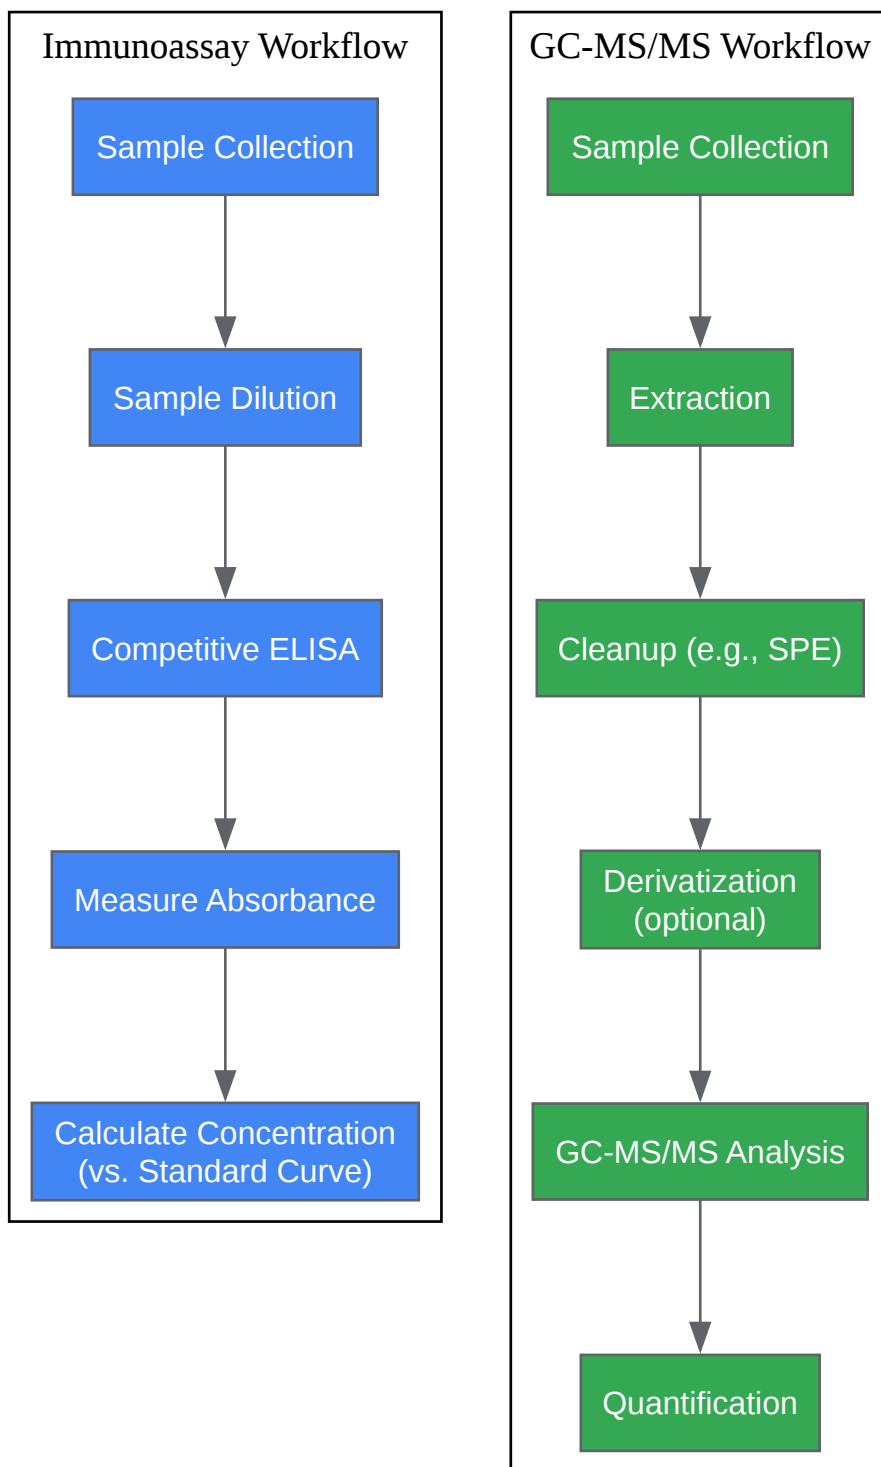 Immunoassay Workflow
Sample Collection
Sample Dilution
Competitive ELISA
Measure Absorbance
Calculate Concentration
(vs. Standard Curve)
GC-MS/MS Workflow
Sample Collection
Extraction
Cleanup (e.g., SPE)
Derivatization
(optional)
GC-MS/MS Analysis
Quantification